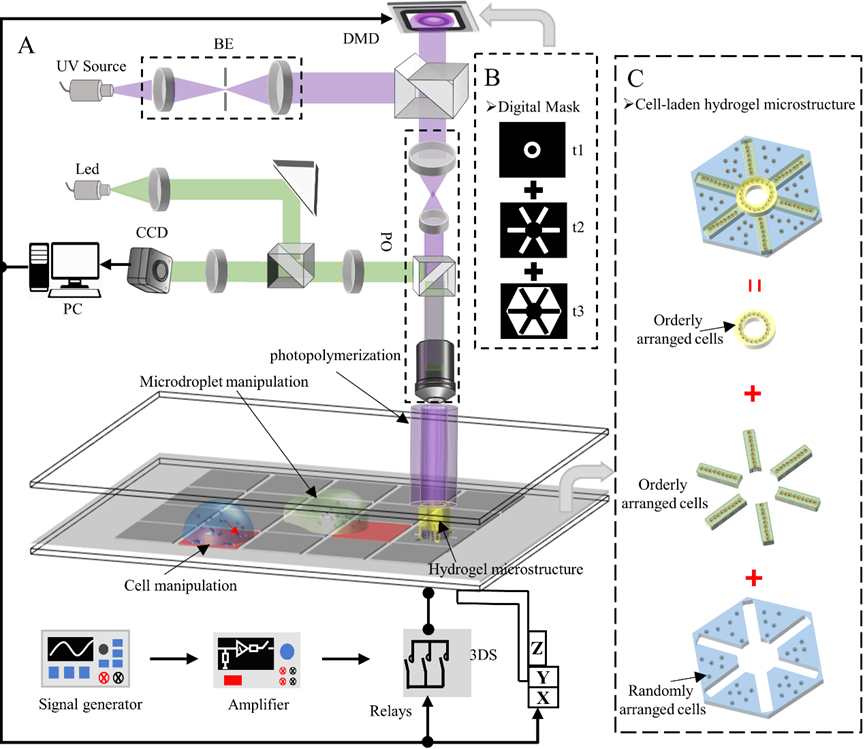 A
BE
UV Source
DMD
Led
CCD
PC
PO
photopolymerization
Microdroplet manipulation
Cell manipulation
Hydrogel microstructure
Signal generator
Amplifier
Relays
3DS
Z
Y
X
B
➢Digital Mask
t1
t2
t3
C
➢Cell-laden hydrogel microstructure
Orderly
arranged cells
Orderly
arranged cells
Randomly
arranged cells